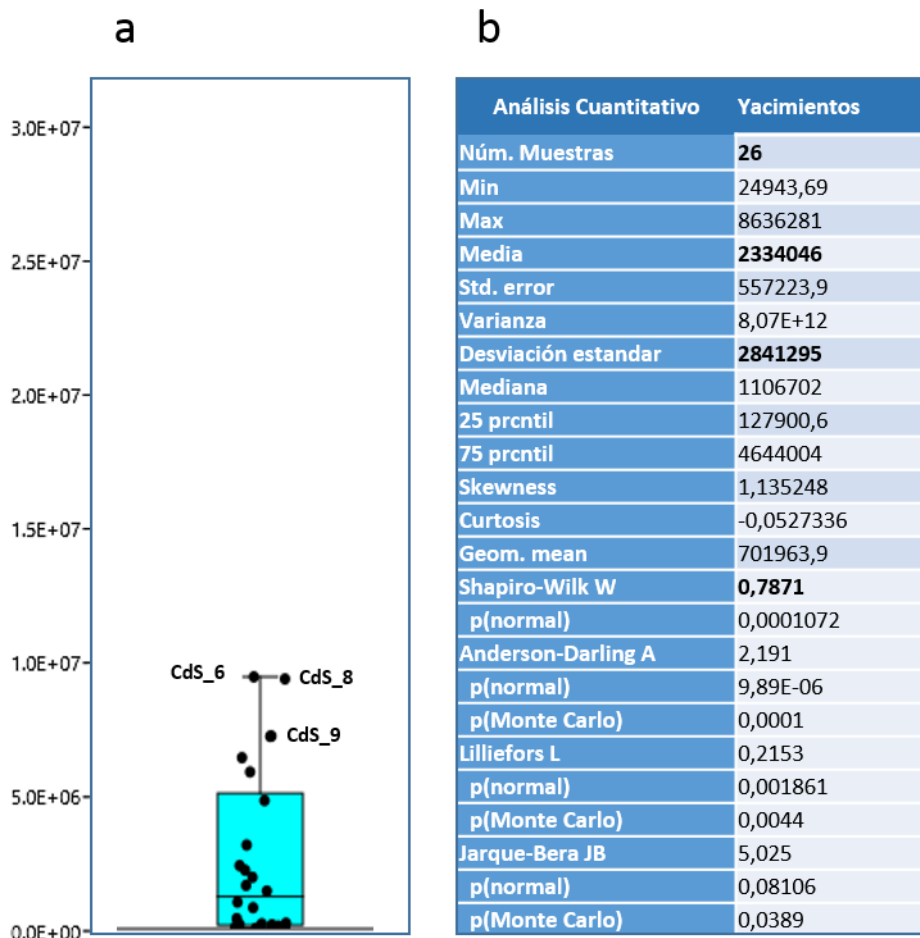 a
b
3.0E+07
2.5E+07
2.0E+07
1.5E+07
1.0E+07
5.0E+06
0.0E+00
CdS_6
CdS_8
CdS_9
Análisis Cuantitativo Yacimientos
Núm. Muestras 26
Min 24943,69
Max 8636281
Media 2334046
Std. error 557223,9
Varianza 8,07E+12
Desviación estandar 2841295
Mediana 1106702
25 prcntil 127900,6
75 prcntil 4644004
Skewness 1,135248
Curtosis -0,0527336
Geom. mean 701963,9
Shapiro-Wilk W 0,7871
p(normal) 0,0001072
Anderson-Darling A 2,191
p(normal) 9,89E-06
p(Monte Carlo) 0,0001
Lilliefors L 0,2153
p(normal) 0,001861
p(Monte Carlo) 0,0044
Jarque-Bera JB 5,025
p(normal) 0,08106
p(Monte Carlo) 0,0389